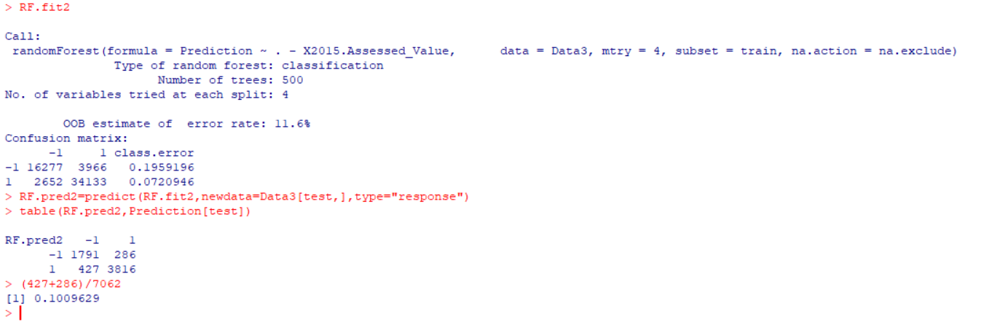 > RF.fit2
Call:
 randomForest(formula = Prediction ~ . - X2015.Assessed_Value,      data = Data3, mtry = 4, subset = train, na.action = na.exclude)
               Type of random forest: classification
                     Number of trees: 500
No. of variables tried at each split: 4
        OOB estimate of  error rate: 11.6%
Confusion matrix:
      -1     1 class.error
-1 16277  3966   0.1959196
1   2652 34133   0.0720946
> RF.pred2=predict(RF.fit2,newdata=Data3[test,],type="response")
> table(RF.pred2,Prediction[test])
RF.pred2   -1    1
      -1 1791  286
      1   427 3816
> (427+286)/7062
[1] 0.1009629
>